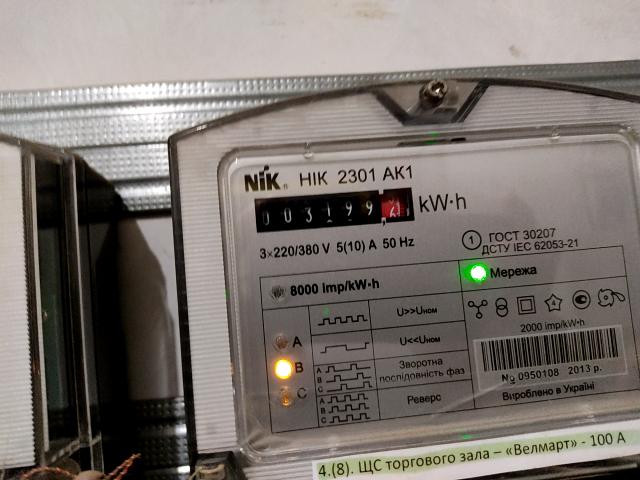 NiK НІК 2301 АК1
003199 kW·h
3×220/380 V 5(10) A 50 Hz
1 ГОСТ 30207
ДСТУ IEC 62053-21
8000 Imp/kW·h
Мережа
U>>Uном
A U<<Uном
B A B C Зворотна
послідовність фаз
C A B C Реверс
2000 imp/kW·h
№ 0950108 2013 р.
Вироблено в Україні
4.(8). ЩС торгового зала – «Велмарт» - 100 А